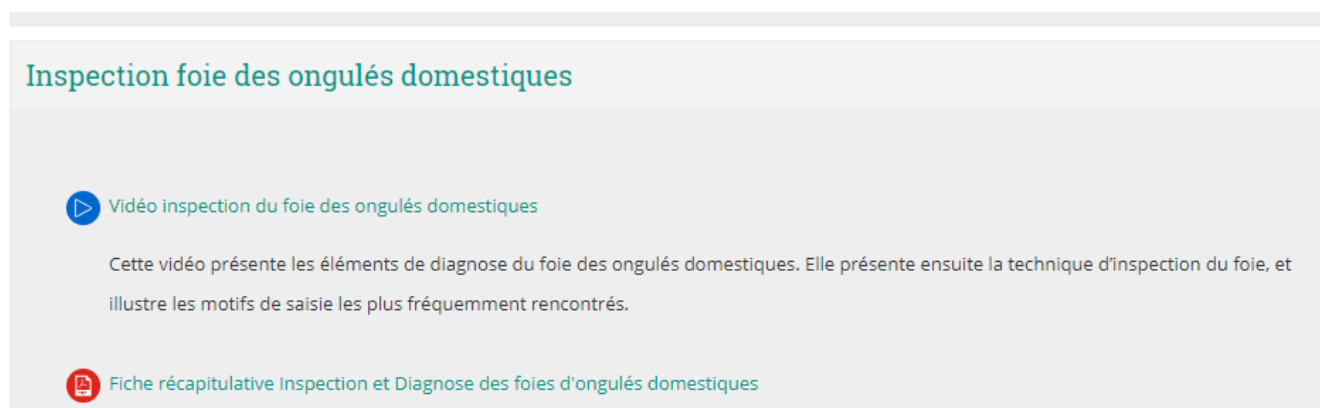 Inspection foie des ongulés domestiques
Vidéo inspection du foie des ongulés domestiques
Cette vidéo présente les éléments de diagnose du foie des ongulés domestiques. Elle présente ensuite la technique d’inspection du foie, et
illustre les motifs de saisie les plus fréquemment rencontrés.
Fiche récapitulative Inspection et Diagnose des foies d'ongulés domestiques